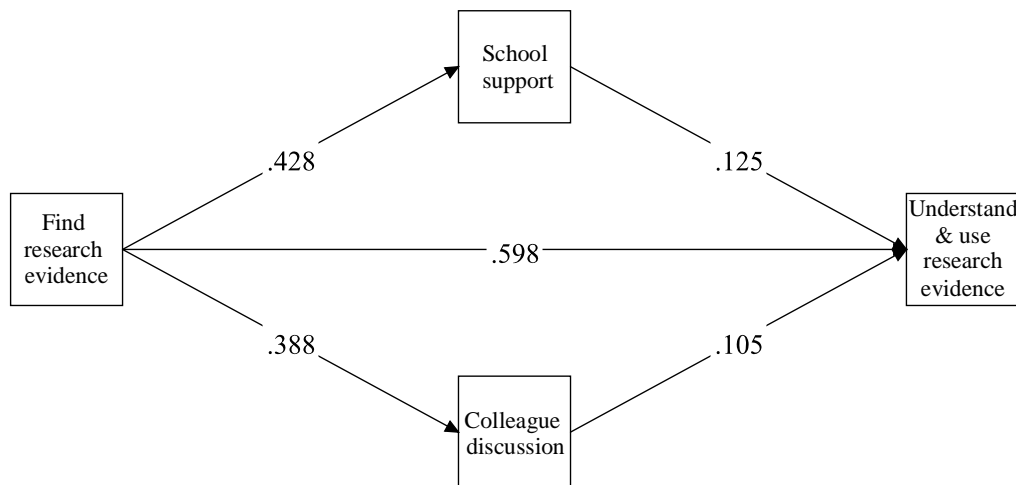 School
support
.428
.125
Find
research
evidence
.598
Understand
& use
research
evidence
.388
.105
Colleague
discussion